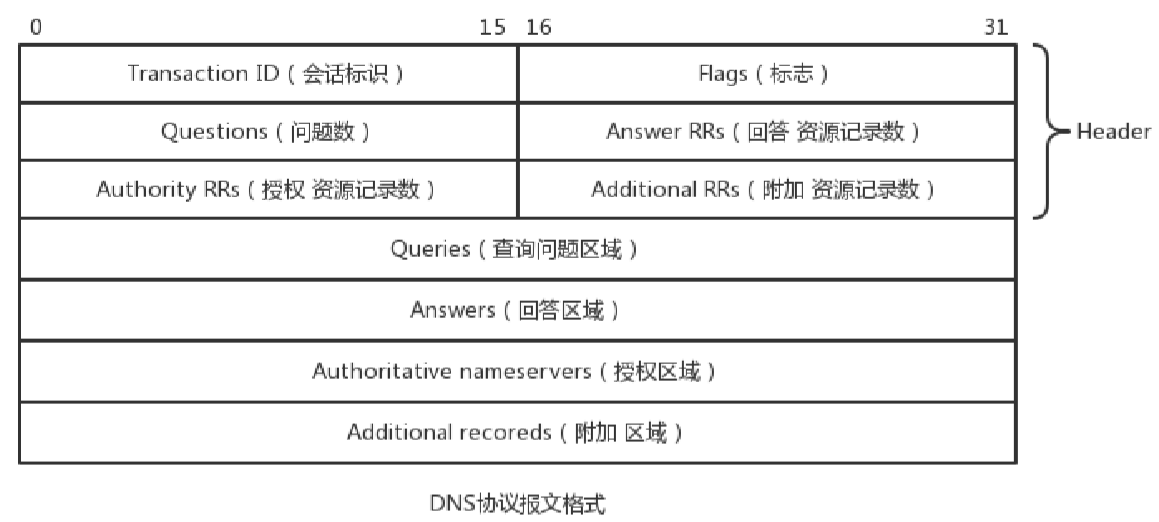 0 15 16 31
Transaction ID ( 会话标识 ) Flags ( 标志 )
Questions ( 问题数 ) Answer RRs ( 回答 资源记录数 )
Header
Authority RRs ( 授权 资源记录数 ) Additional RRs ( 附加 资源记录数 )
Queries ( 查询问题区域 )
Answers ( 回答区域 )
Authoritative nameservers ( 授权区域 )
Additional recoreds ( 附加 区域 )
DNS协议报文格式